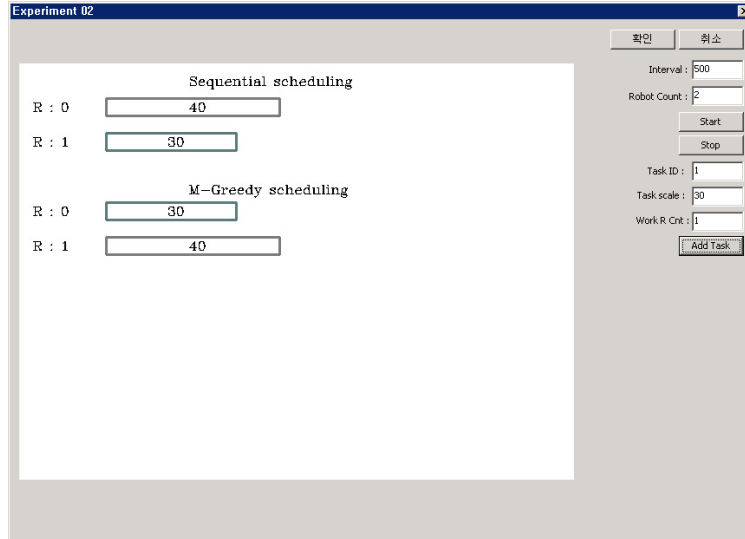 Experiment 02
확인 취소
Interval : 500
Robot Count : 2
Start
Stop
Task ID : 1
Task scale : 30
Work R Cnt : 1
Add Task
Sequential scheduling
R : 0 40
R : 1 30
M-Greedy scheduling
R : 0 30
R : 1 40